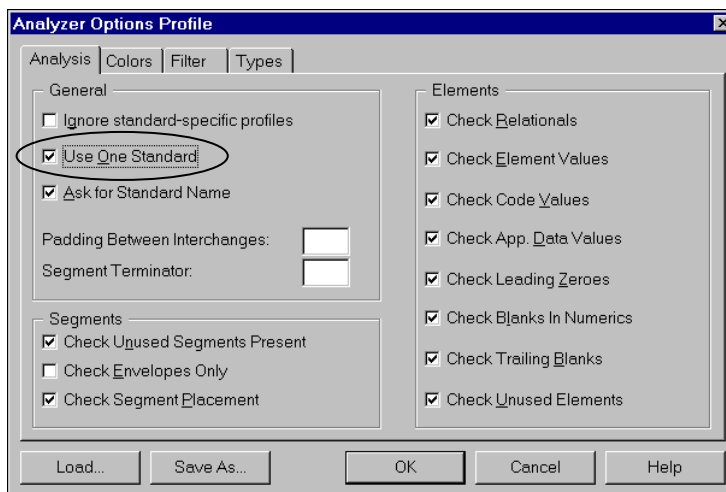 Analyzer Options Profile
Analysis
Colors
Filter
Types
General
Ignore standard-specific profiles
Use One Standard
Ask for Standard Name
Padding Between Interchanges:
Segment Terminator:
Segments
Check Unused Segments Present
Check Envelopes Only
Check Segment Placement
Elements
Check Relationals
Check Element Values
Check Code Values
Check App. Data Values
Check Leading Zeroes
Check Blanks In Numerics
Check Trailing Blanks
Check Unused Elements
Load...
Save As...
OK
Cancel
Help